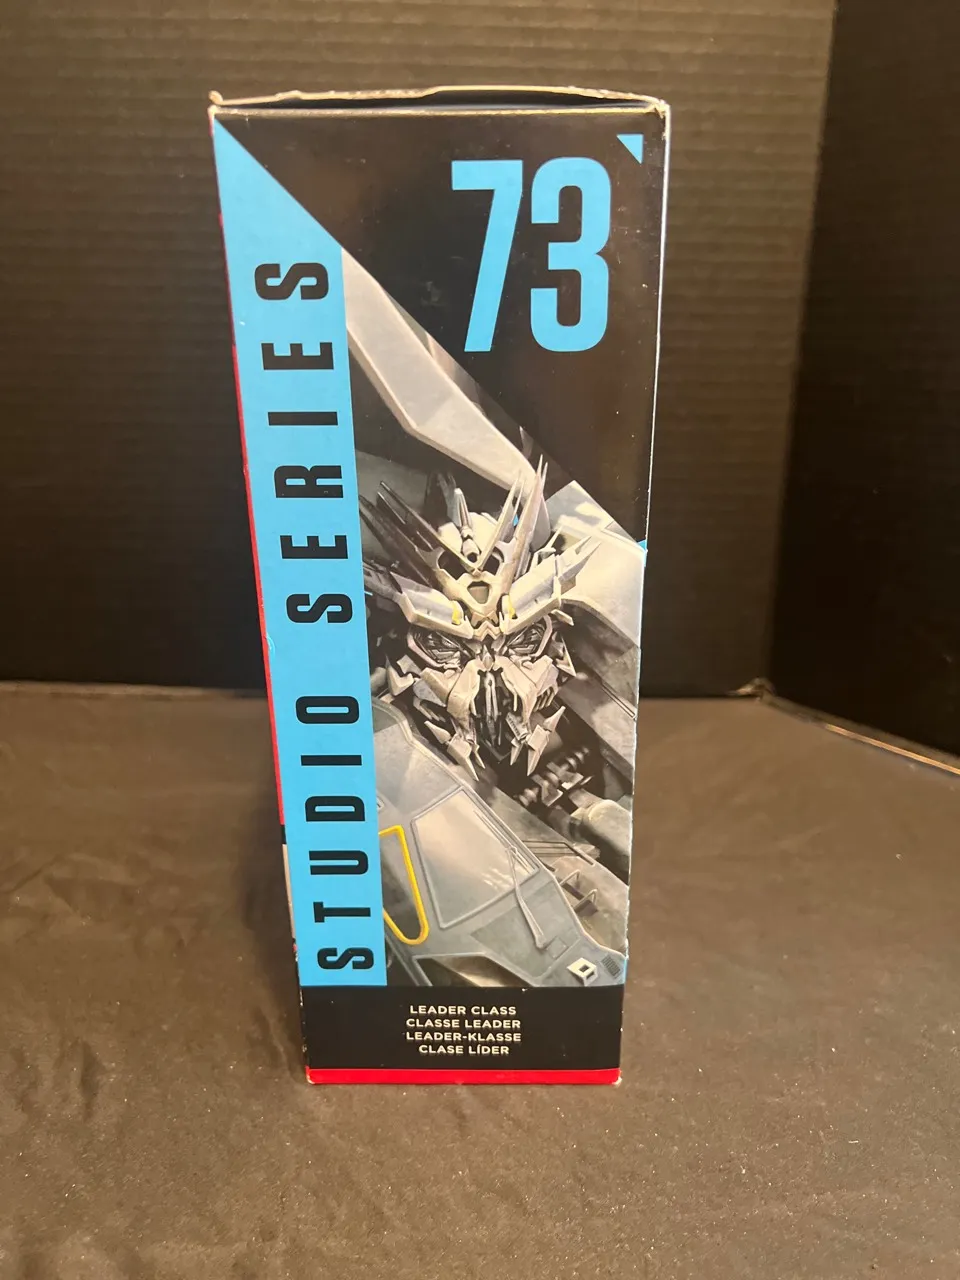 73
STUDIO SERIES
LEADER CLASS
CLASSE LEADER
LEADER-KLASSE
CLASE LÍDER